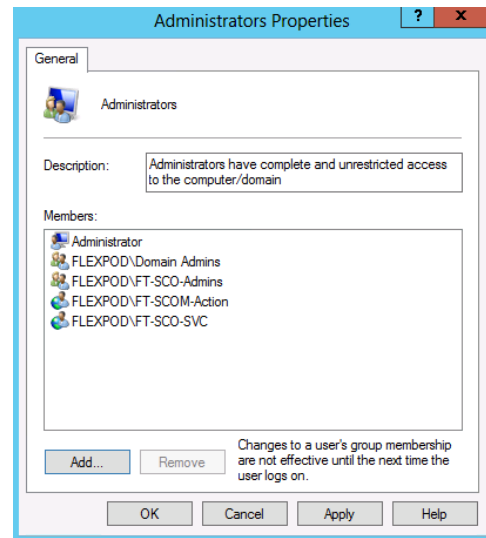 Administrators Properties
?
x
General
Administrators
Description:
Administrators have complete and unrestricted access
to the computer/domain
Members:
Administrator
FLEXPOD\Domain Admins
FLEXPOD\FT-SCO-Admins
FLEXPOD\FT-SCOM-Action
FLEXPOD\FT-SCO-SVC
Add...
Remove
Changes to a user's group membership
are not effective until the next time the
user logs on.
OK
Cancel
Apply
Help